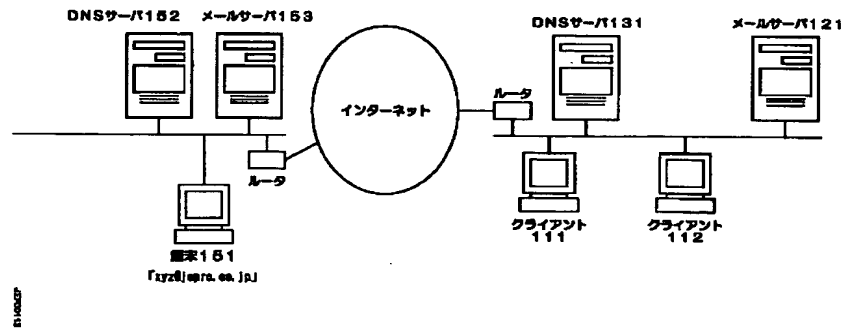 DNSサーバ152 メールサーバ153
DNSサーバ131
メールサーバ121
インターネット
ルータ
ルータ
クライアント
111
クライアント
112
端末151